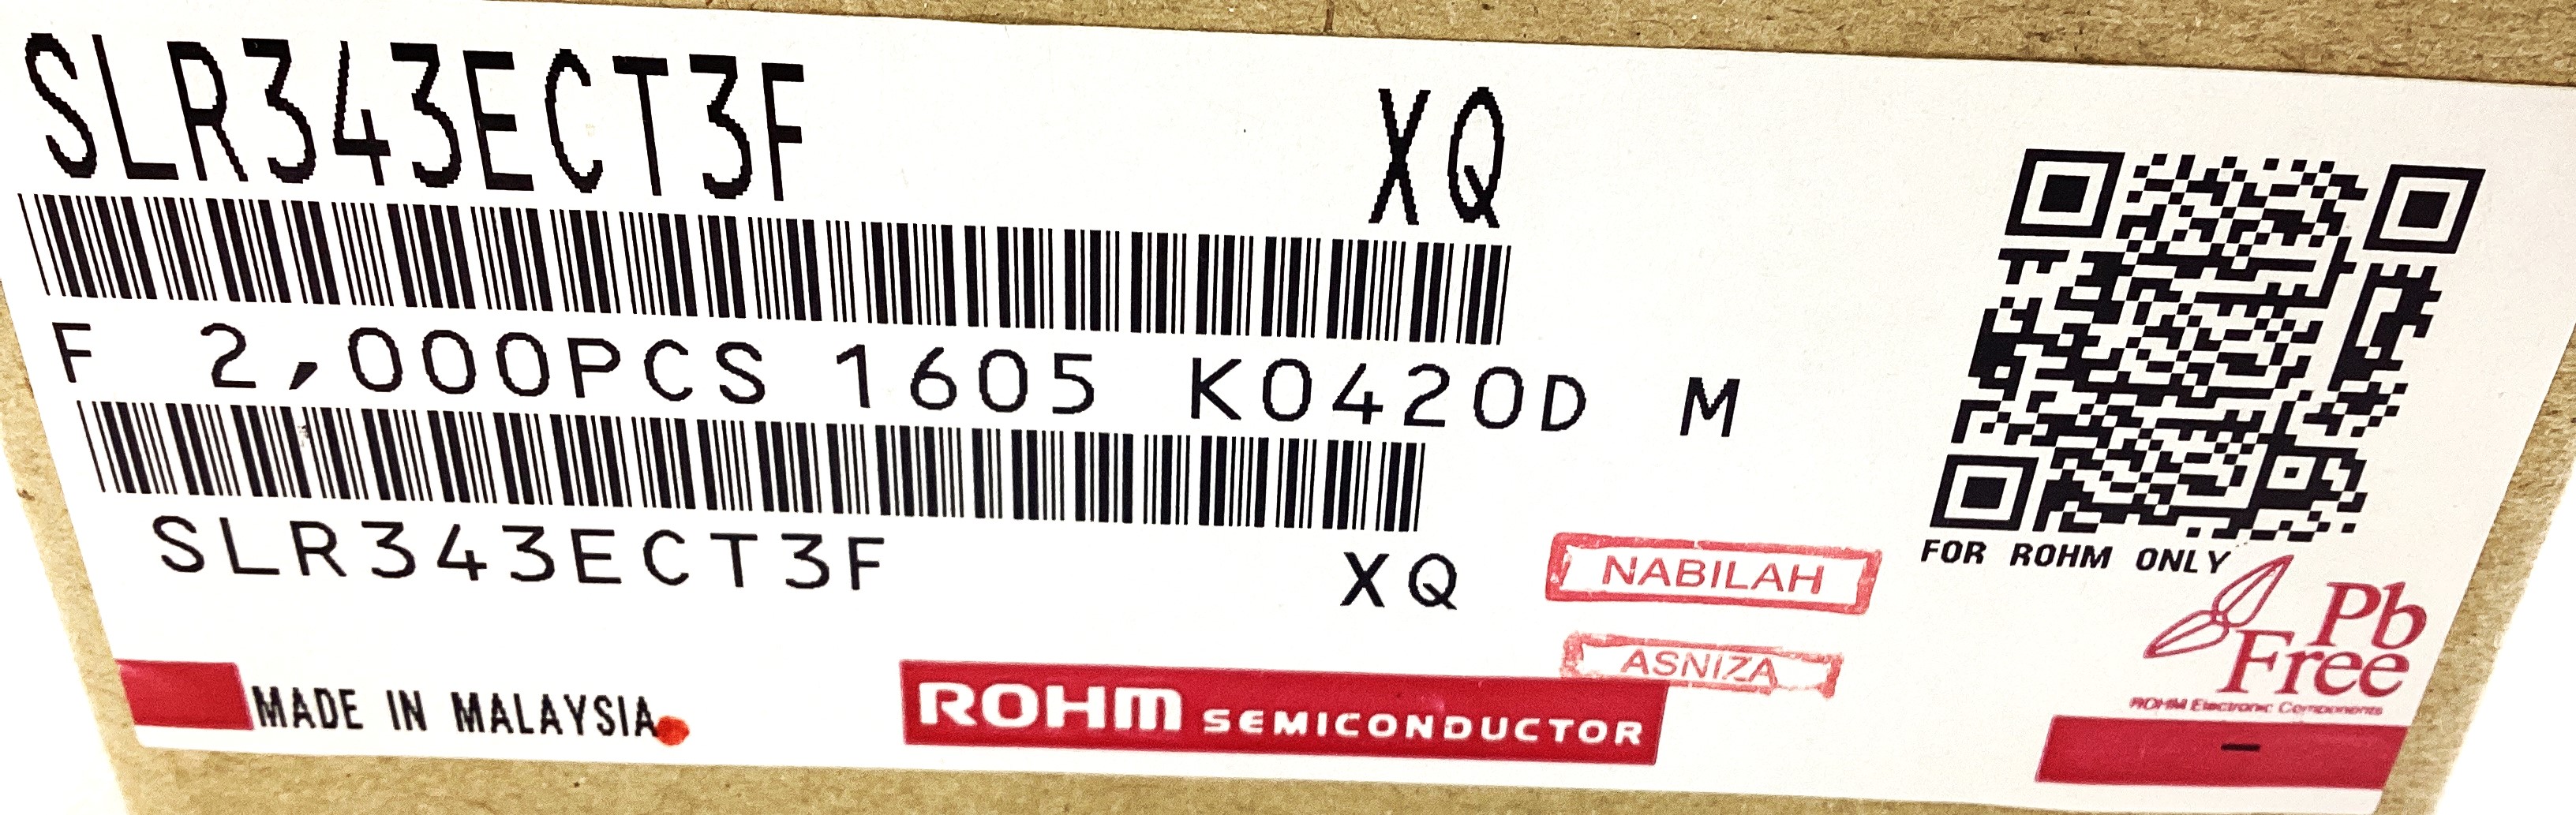 SLR343ECT3F XQ
F 2,000PCS 1605 K0420D M
SLR343ECT3F XQ
NABILAH
FOR ROHM ONLY
ASNIZA
Pb
Free
ROHM Electronic Components
MADE IN MALAYSIA
ROHM SEMICONDUCTOR
-